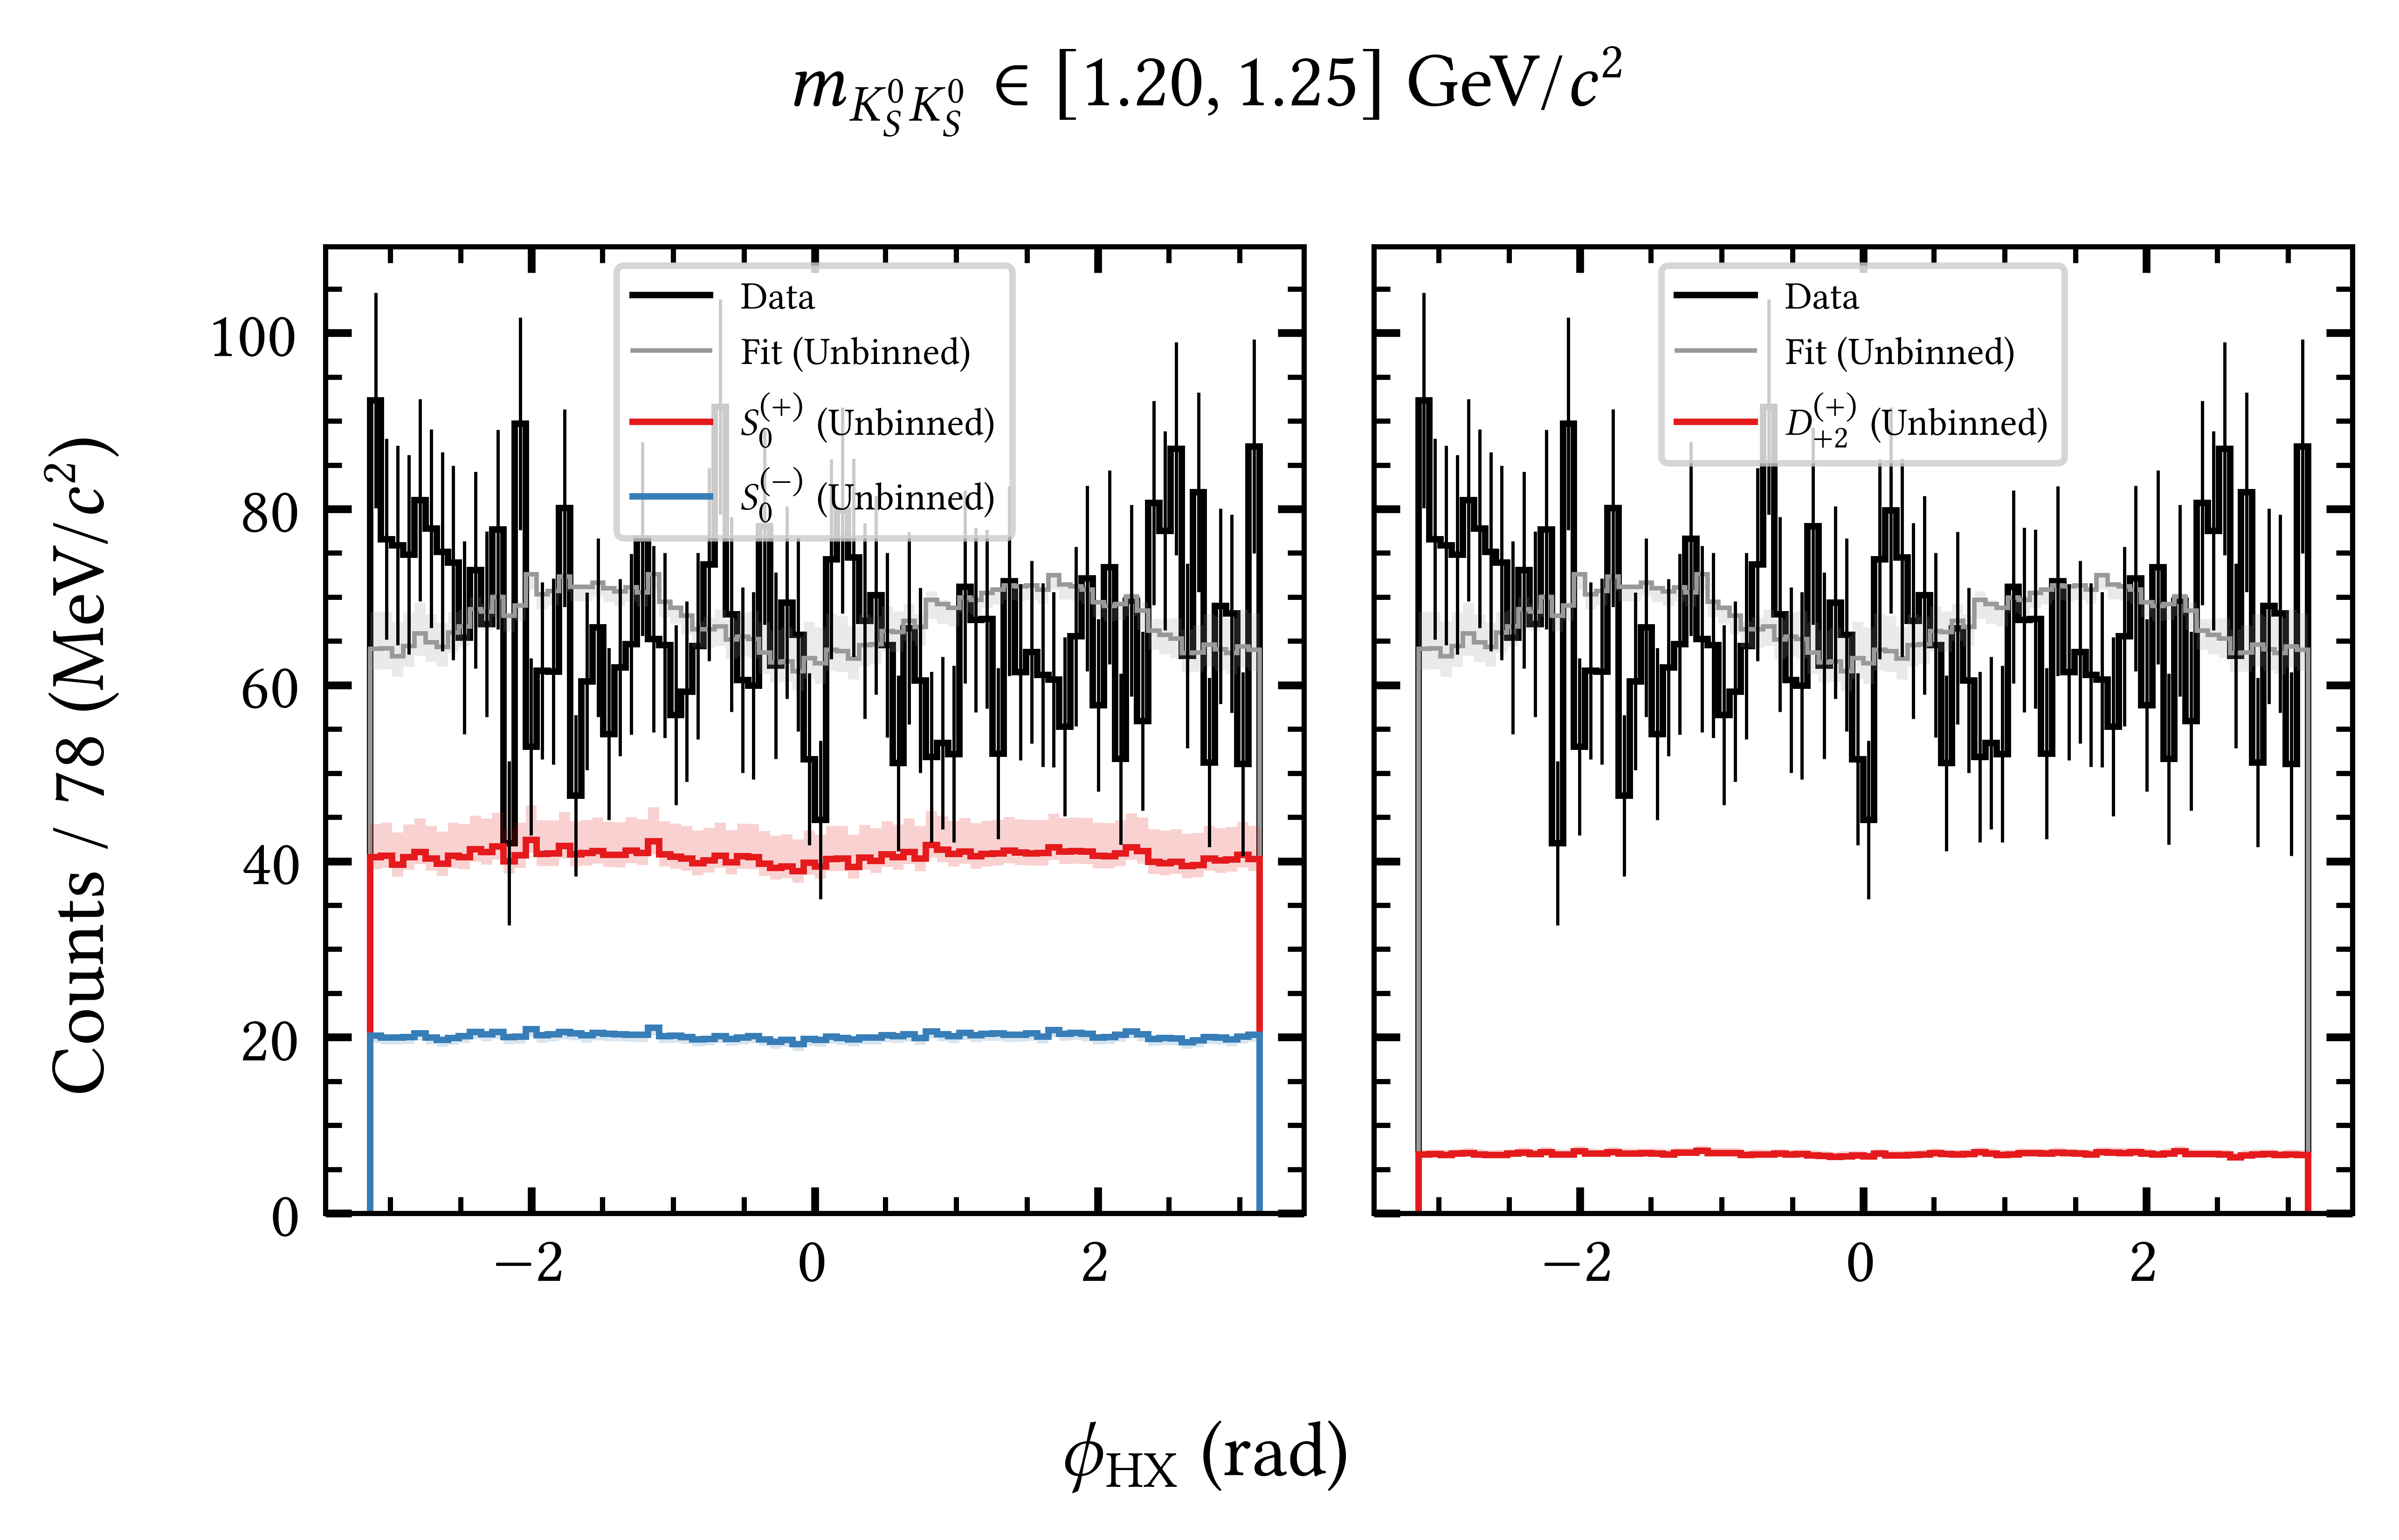 m_{K_S^0 K_S^0} ∈ [1.20, 1.25] GeV/c²
Counts / 78 (MeV/c²)
100
80
60
40
20
0
Data
Fit (Unbinned)
S_0^{(+)} (Unbinned)
S_0^{(−)} (Unbinned)
−2 0 2
Data
Fit (Unbinned)
D_{+2}^{(+)} (Unbinned)
−2 0 2
ϕ_HX (rad)